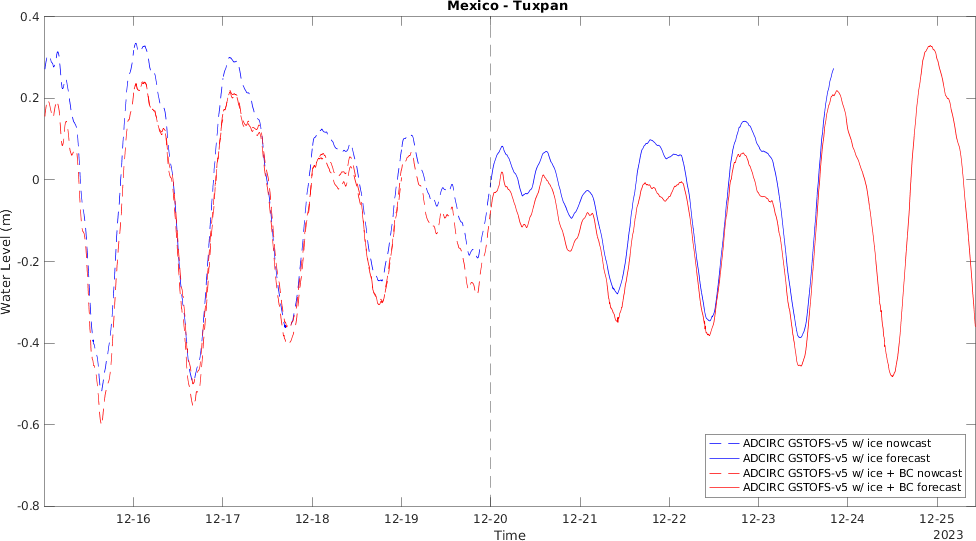 Mexico - Tuxpan
0.4
0.2
0
-0.2
-0.4
-0.6
-0.8
Water Level (m)
ADCIRC GSTOFS-v5 w/ ice nowcast
ADCIRC GSTOFS-v5 w/ ice forecast
ADCIRC GSTOFS-v5 w/ ice + BC nowcast
ADCIRC GSTOFS-v5 w/ ice + BC forecast
12-16 12-17 12-18 12-19 12-20 12-21 12-22 12-23 12-24 12-25
Time
2023